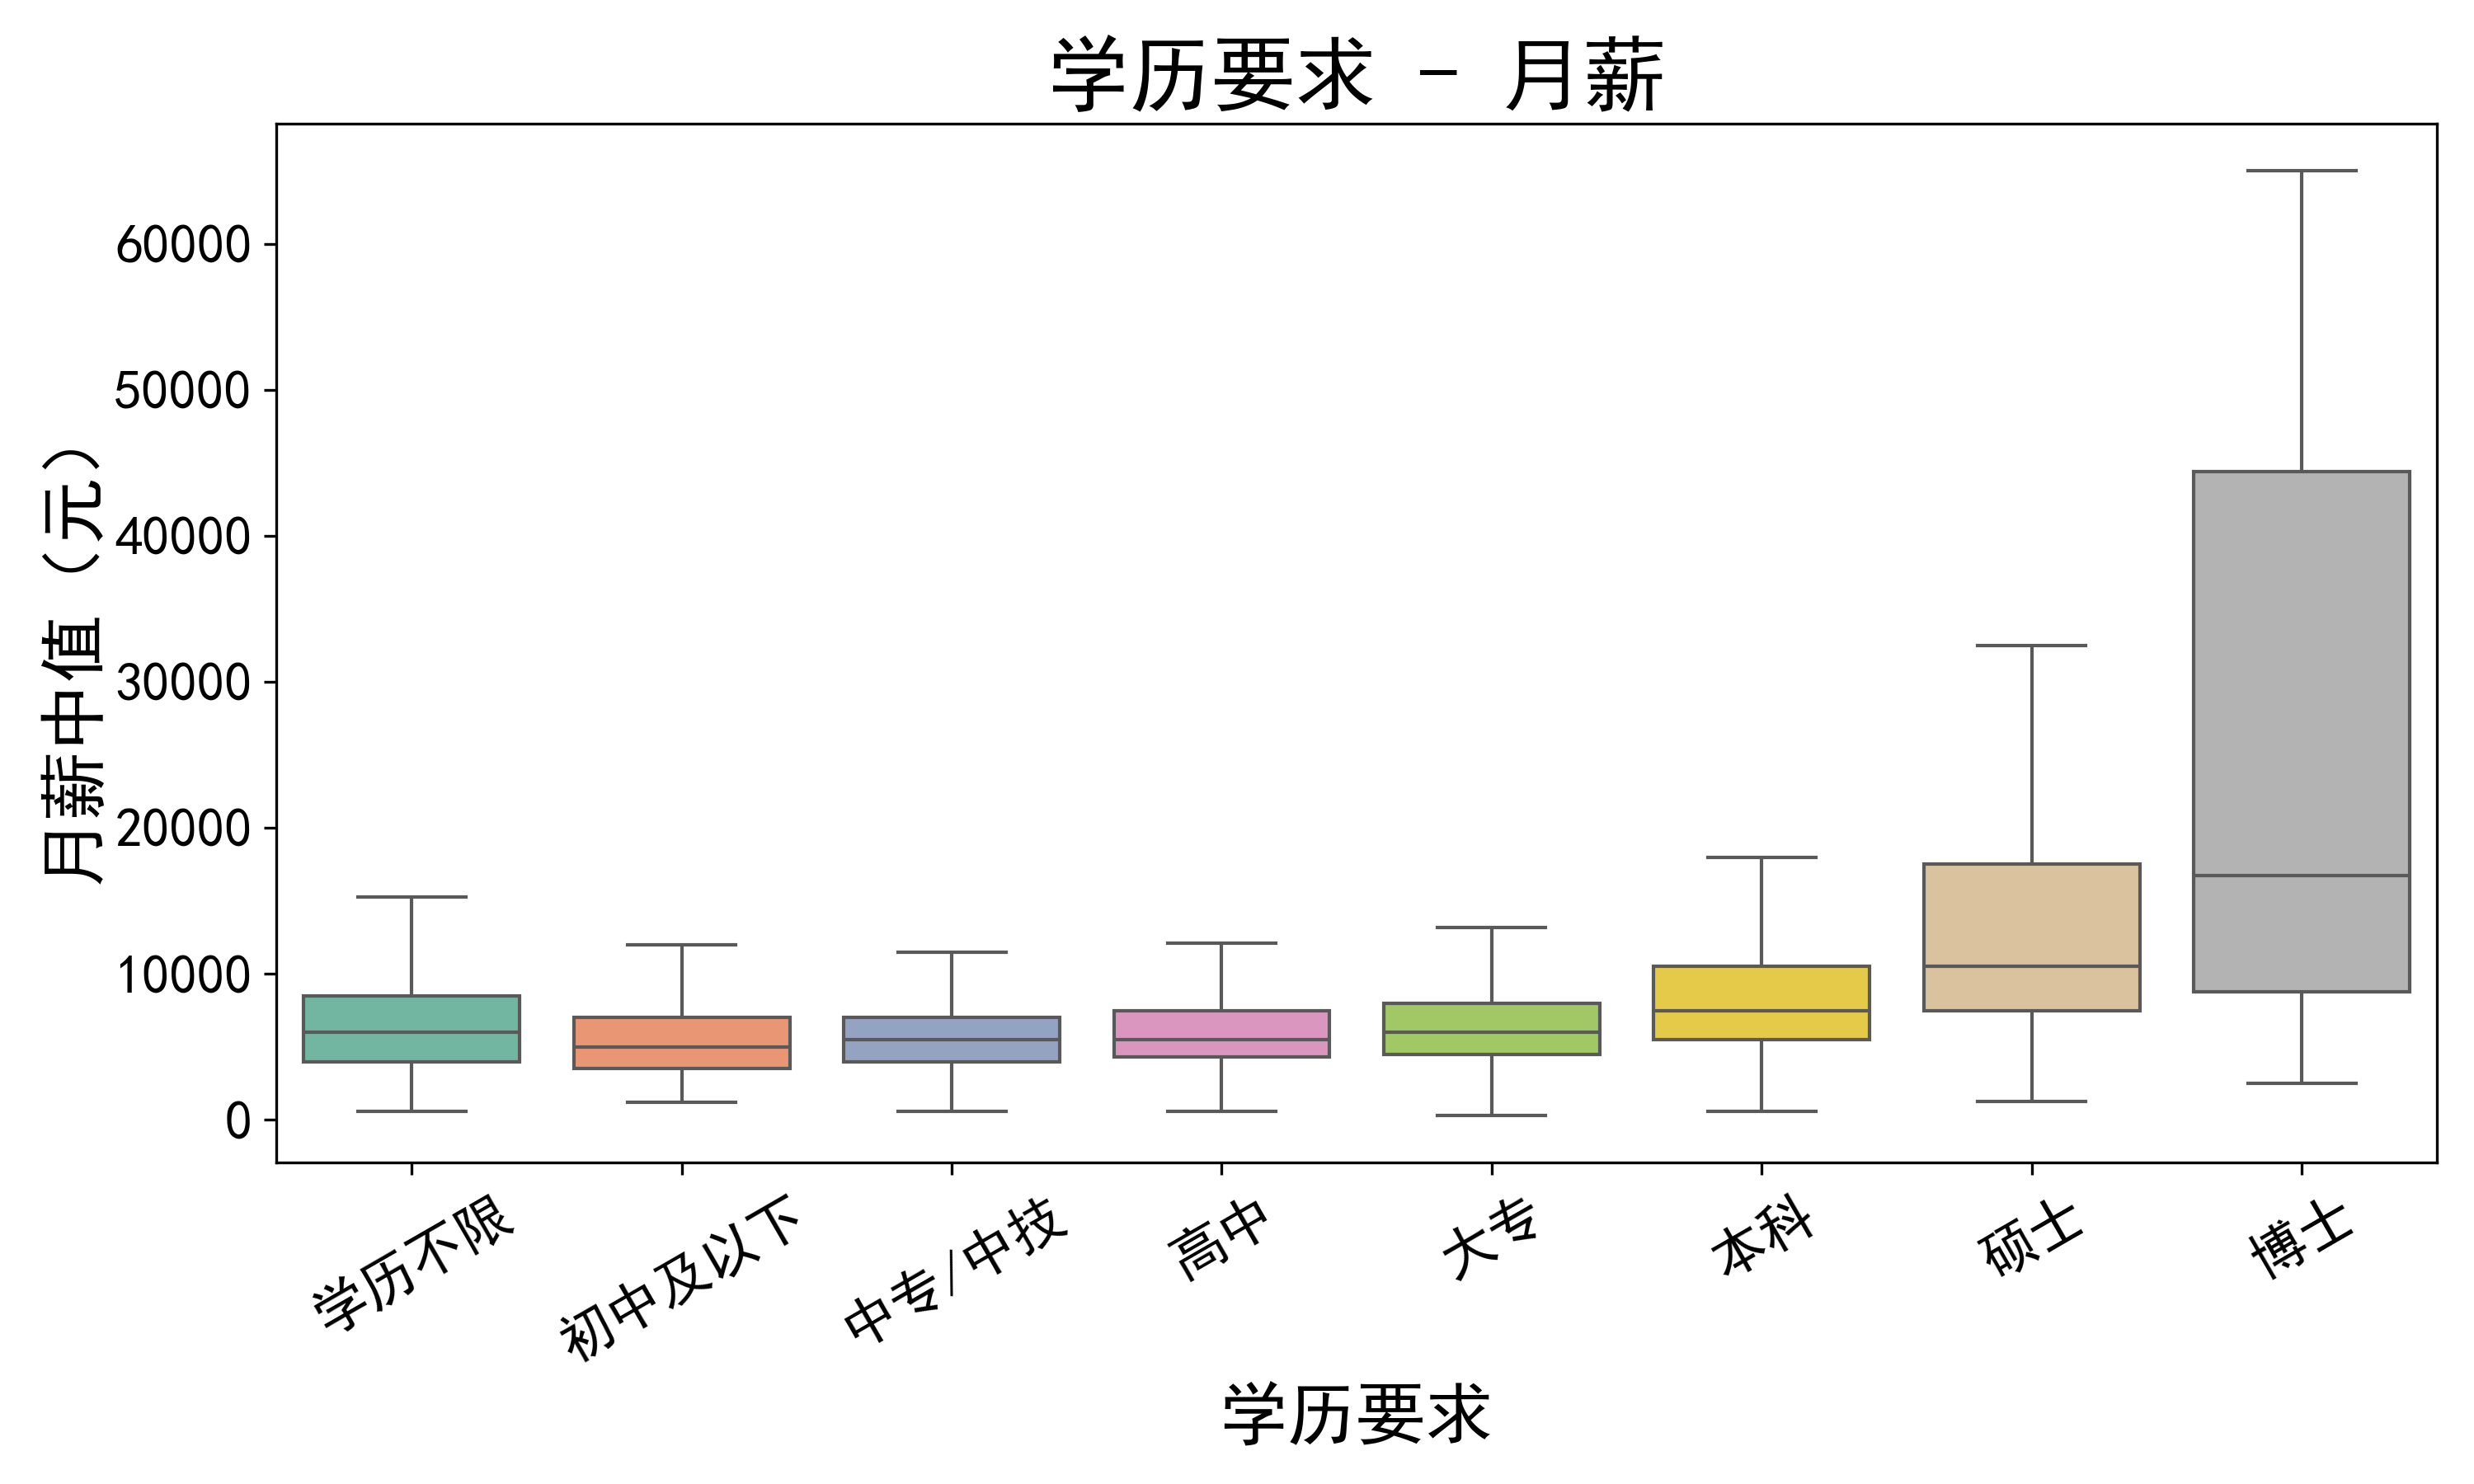 学历要求 - 月薪
月薪中值（元）
60000
50000
40000
30000
20000
10000
0
学历不限
初中及以下
中专|中技
高中
大专
本科
硕士
博士
学历要求